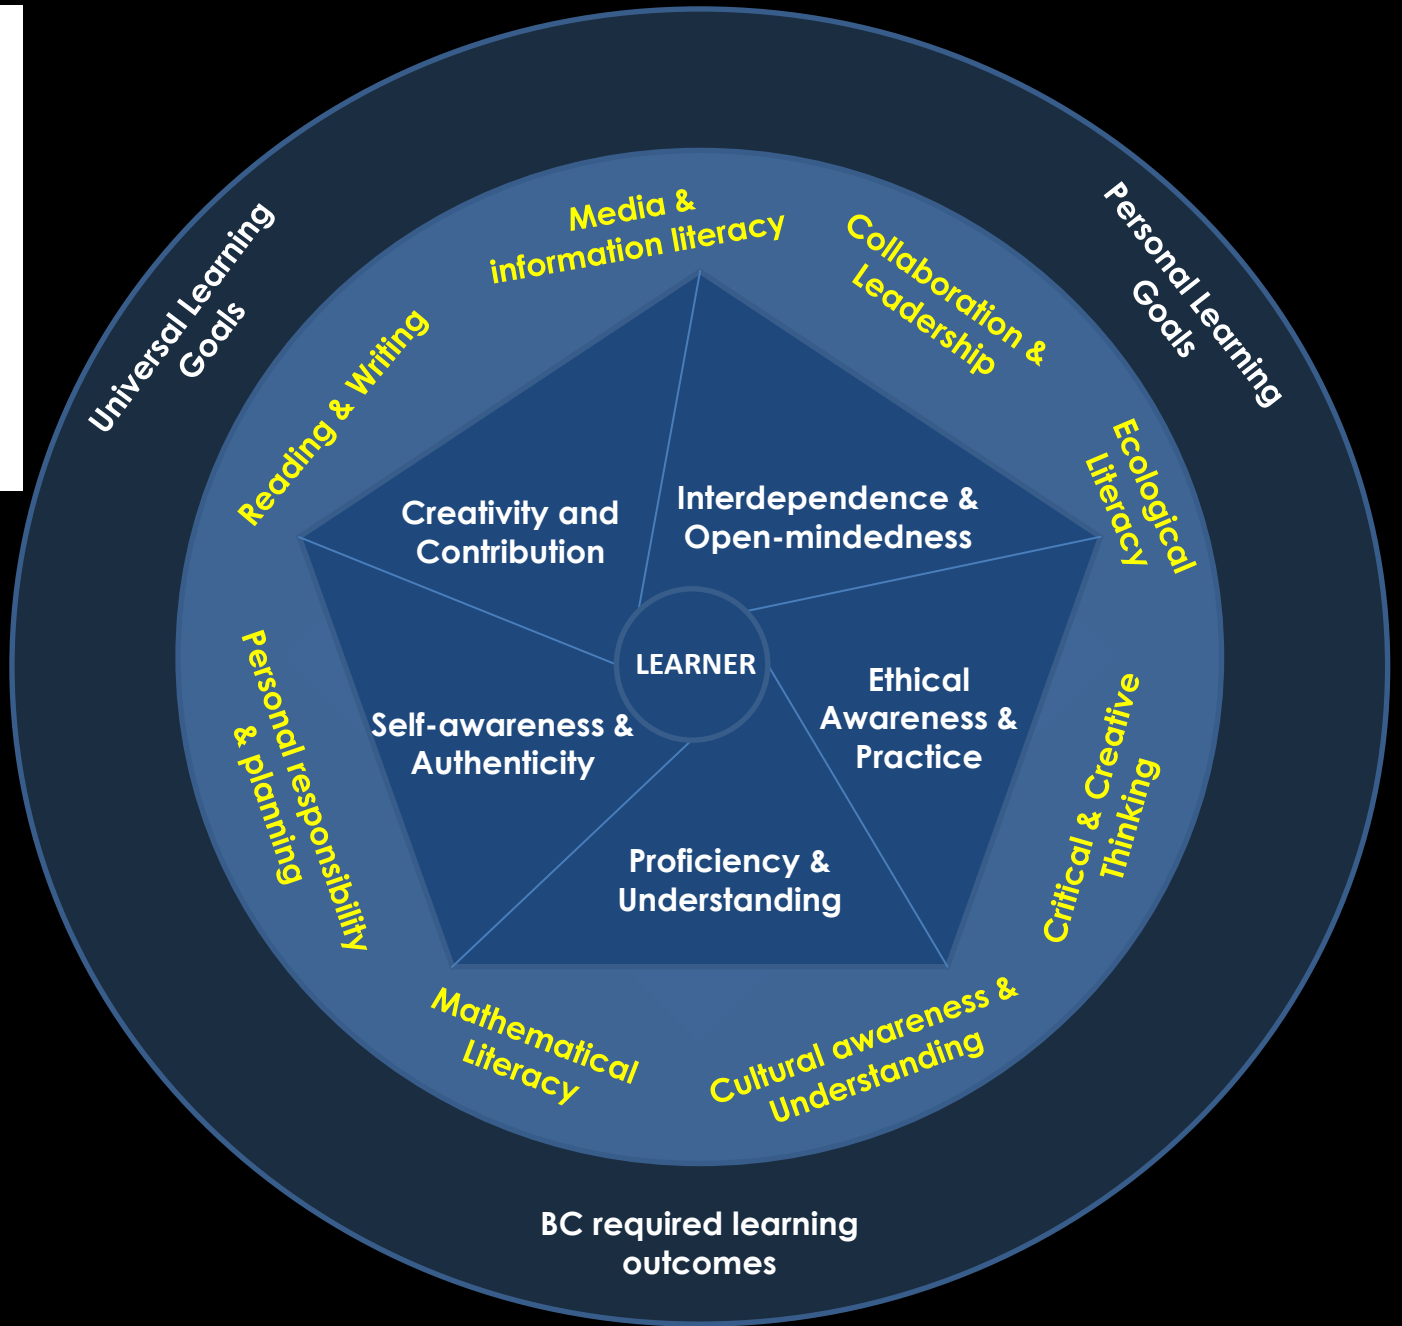 Universal Learning
Goals
Personal Learning
Goals
Media &
information literacy
Collaboration &
Leadership
Reading & Writing
Ecological
Literacy
Creativity and
Contribution
Interdependence &
Open-mindedness
LEARNER
Self-awareness &
Authenticity
Ethical
Awareness &
Practice
Personal responsibility
& planning
Critical & Creative
Thinking
Proficiency &
Understanding
Mathematical
Literacy
Cultural awareness &
Understanding
BC required learning
outcomes